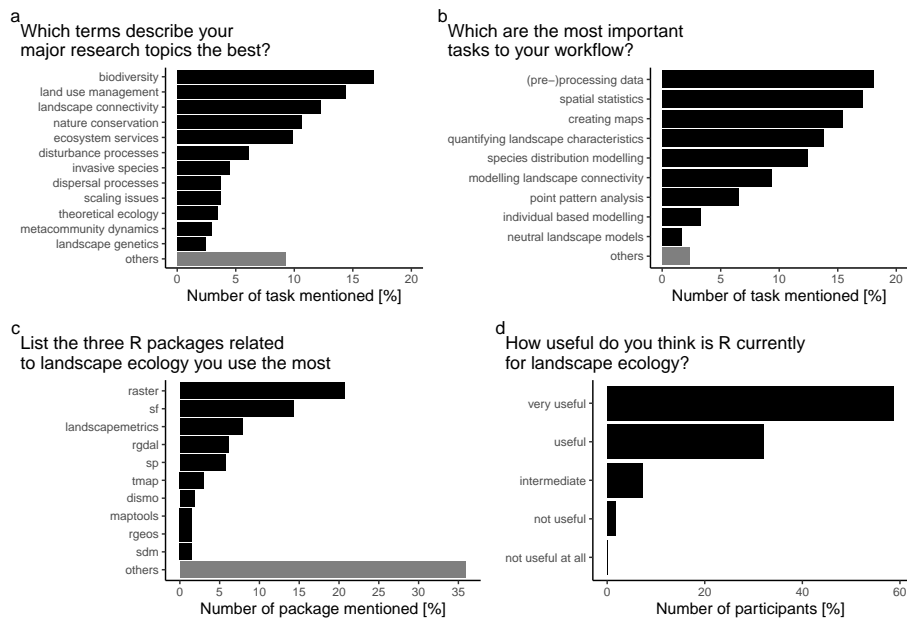 a
Which terms describe your
major research topics the best?
biodiversity
land use management
landscape connectivity
nature conservation
ecosystem services
disturbance processes
invasive species
dispersal processes
scaling issues
theoretical ecology
metacommunity dynamics
landscape genetics
others
0 5 10 15 20
Number of task mentioned [%]
b
Which are the most important
tasks to your workflow?
(pre−)processing data
spatial statistics
creating maps
quantifying landscape characteristics
species distribution modelling
modelling landscape connectivity
point pattern analysis
individual based modelling
neutral landscape models
others
0 5 10 15 20
Number of task mentioned [%]
c
List the three R packages related
to landscape ecology you use the most
raster
sf
landscapemetrics
rgdal
sp
tmap
dismo
maptools
rgeos
sdm
others
0 5 10 15 20 25 30 35
Number of package mentioned [%]
d
How useful do you think is R currently
for landscape ecology?
very useful
useful
intermediate
not useful
not useful at all
0 20 40 60
Number of participants [%]